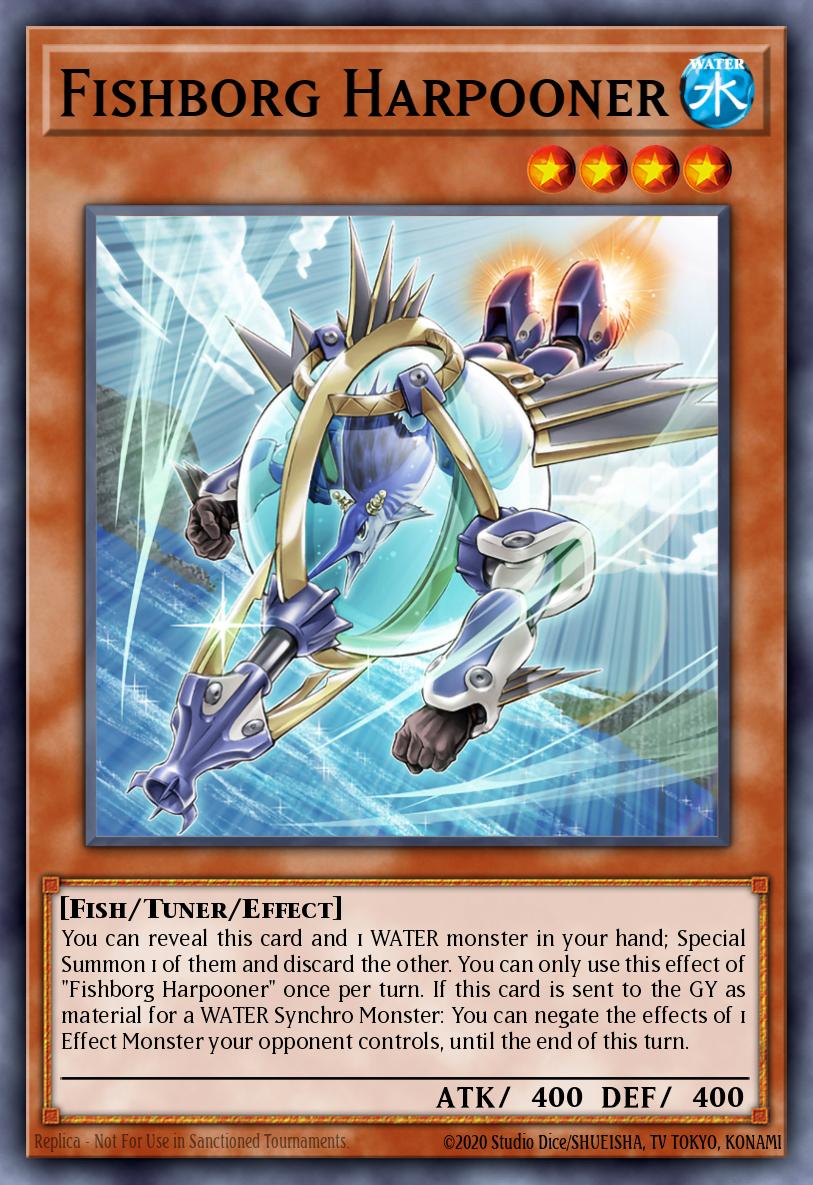 Fishborg Harpooner
WATER
水
[Fish/Tuner/Effect]
You can reveal this card and 1 WATER monster in your hand; Special
Summon 1 of them and discard the other. You can only use this effect of
"Fishborg Harpooner" once per turn. If this card is sent to the GY as
material for a WATER Synchro Monster: You can negate the effects of 1
Effect Monster your opponent controls, until the end of this turn.
ATK/ 400 DEF/ 400
Replica - Not For Use in Sanctioned Tournaments.
©2020 Studio Dice/SHUEISHA, TV TOKYO, KONAMI